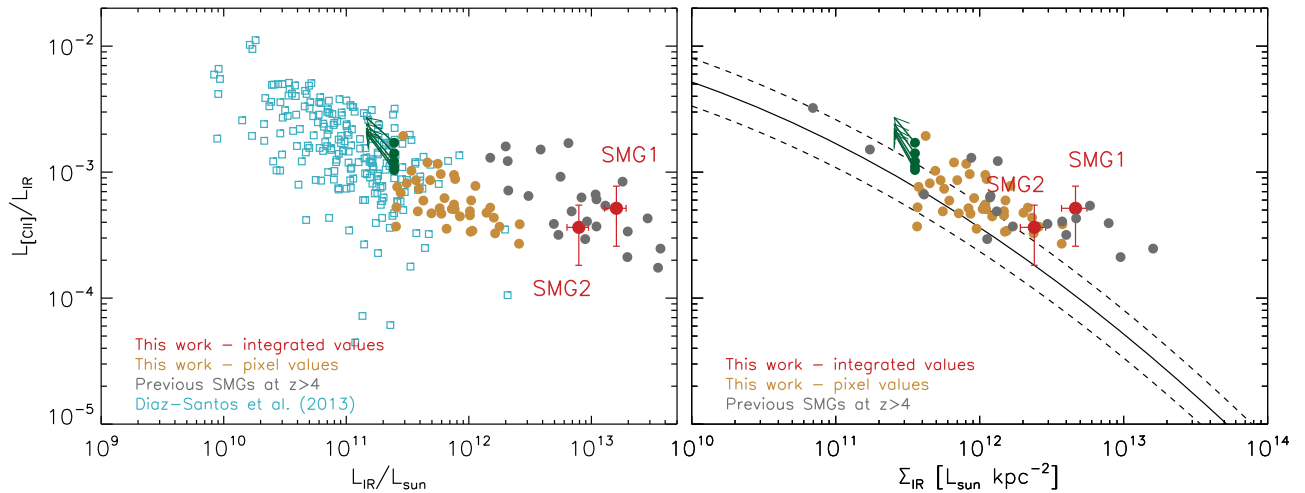 L[CII]/LIR
10⁻²
10⁻³
10⁻⁴
10⁻⁵
SMG1
SMG2
This work – integrated values
This work – pixel values
Previous SMGs at z>4
Diaz–Santos et al. (2013)
10⁹ 10¹⁰ 10¹¹ 10¹² 10¹³
LIR/Lsun
SMG1
SMG2
This work – integrated values
This work – pixel values
Previous SMGs at z>4
10¹⁰ 10¹¹ 10¹² 10¹³ 10¹⁴
ΣIR [Lsun kpc⁻²]